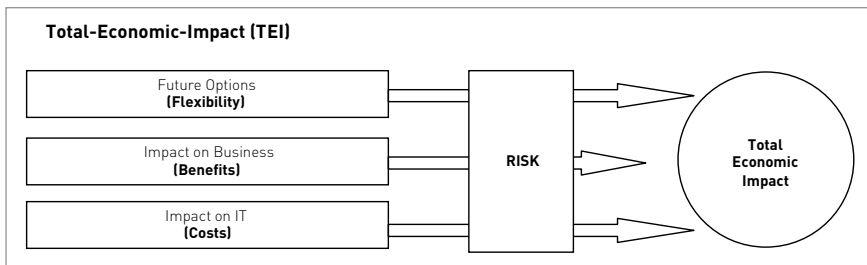 Total-Economic-Impact (TEI)
Future Options
(Flexibility)
Impact on Business
(Benefits)
Impact on IT
(Costs)
RISK
Total
Economic
Impact